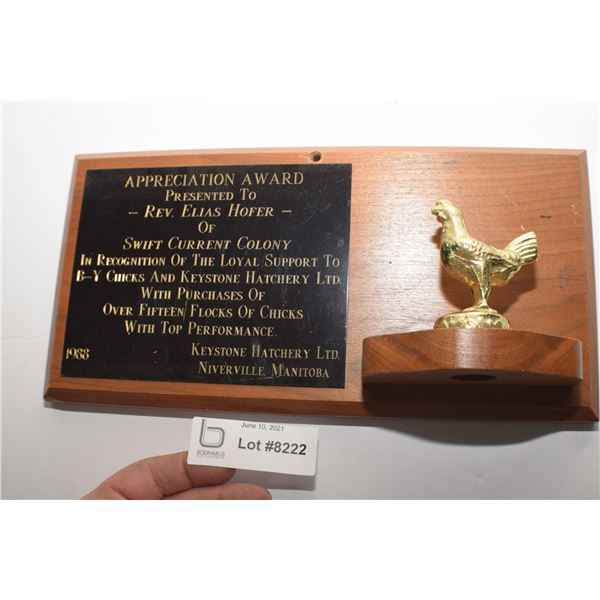 APPRECIATION AWARD
PRESENTED TO
- REV. ELIAS HOFER -
OF
SWIFT CURRENT COLONY
IN RECOGNITION OF THE LOYAL SUPPORT TO
B-Y CHICKS AND KEYSTONE HATCHERY LTD.
WITH PURCHASES OF
OVER FIFTEEN FLOCKS OF CHICKS
WITH TOP PERFORMANCE.
1988 KEYSTONE HATCHERY LTD.
NIVERVILLE, MANITOBA
June 10, 2021
b Lot #8222
BODNARUS